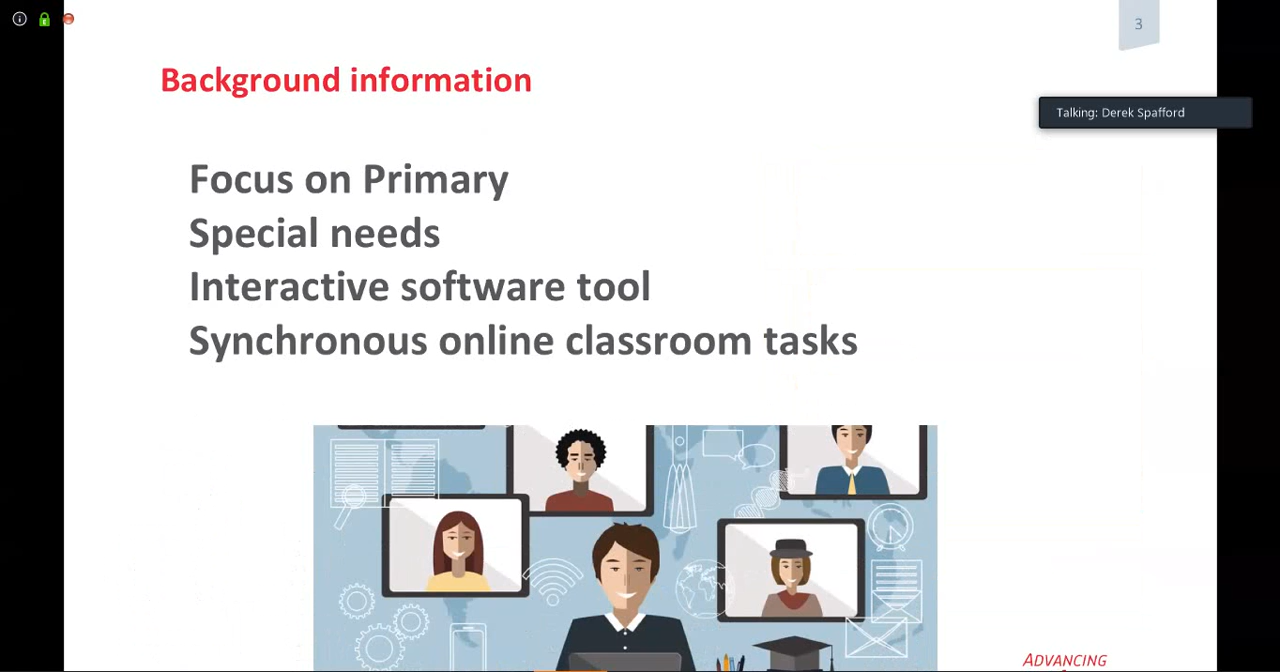 3
Background information
Talking: Derek Spafford
Focus on Primary
Special needs
Interactive software tool
Synchronous online classroom tasks
ADVANCING